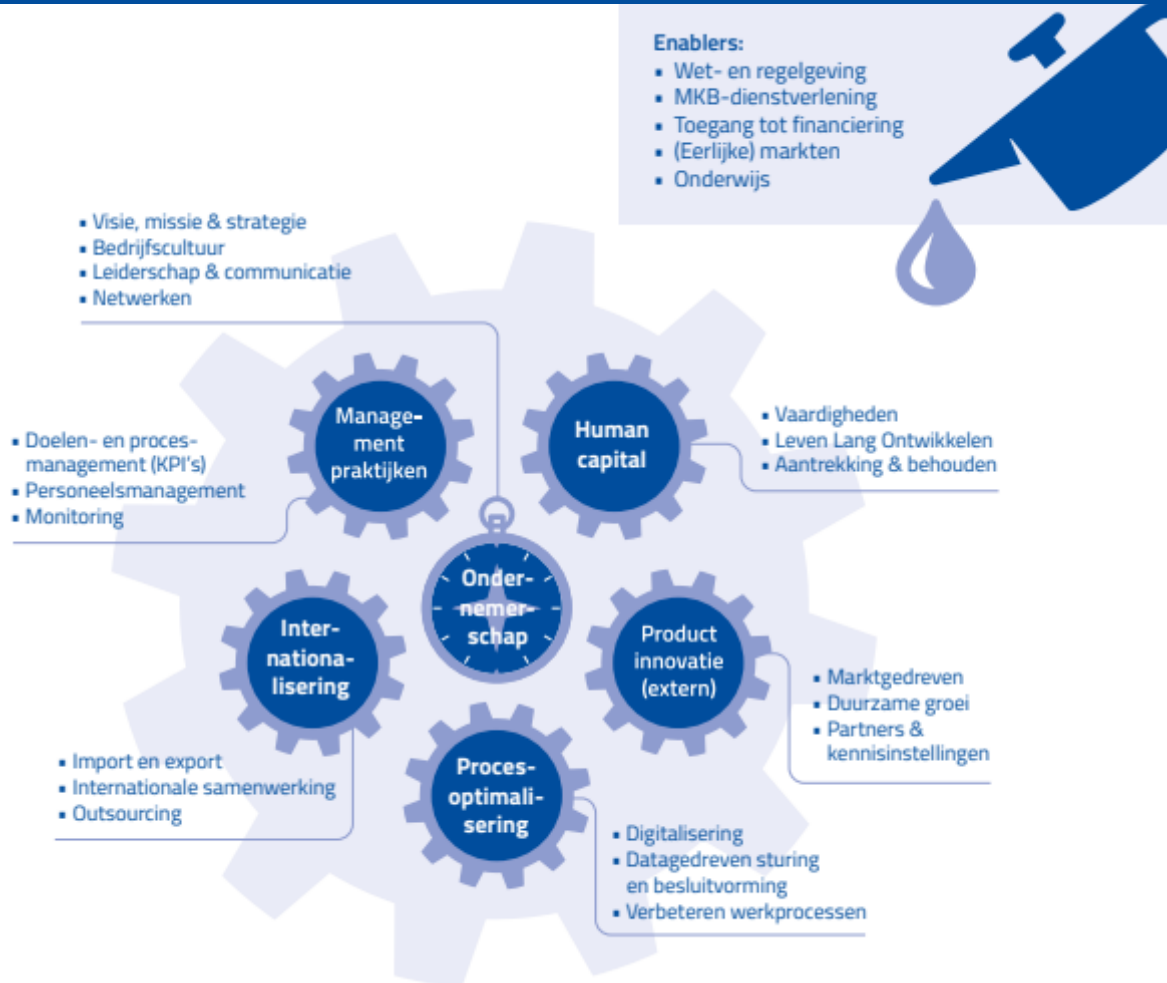 Enablers:
▪ Wet- en regelgeving
▪ MKB-dienstverlening
▪ Toegang tot financiering
▪ (Eerlijke) markten
▪ Onderwijs
▪ Visie, missie & strategie
▪ Bedrijfscultuur
▪ Leiderschap & communicatie
▪ Netwerken
Manage-
ment
praktijken
▪ Doelen- en proces-
management (KPI's)
▪ Personeelsmanagement
▪ Monitoring
Human
capital
▪ Vaardigheden
▪ Leven Lang Ontwikkelen
▪ Aantrekking & behouden
Onder-
nemer-
schap
Inter-
nationa-
lisering
▪ Import en export
▪ Internationale samenwerking
▪ Outsourcing
Product
innovatie
(extern)
▪ Marktgedreven
▪ Duurzame groei
▪ Partners &
kennisinstellingen
Proces-
optimali-
sering
▪ Digitalisering
▪ Datagedreven sturing
en besluitvorming
▪ Verbeteren werkprocessen